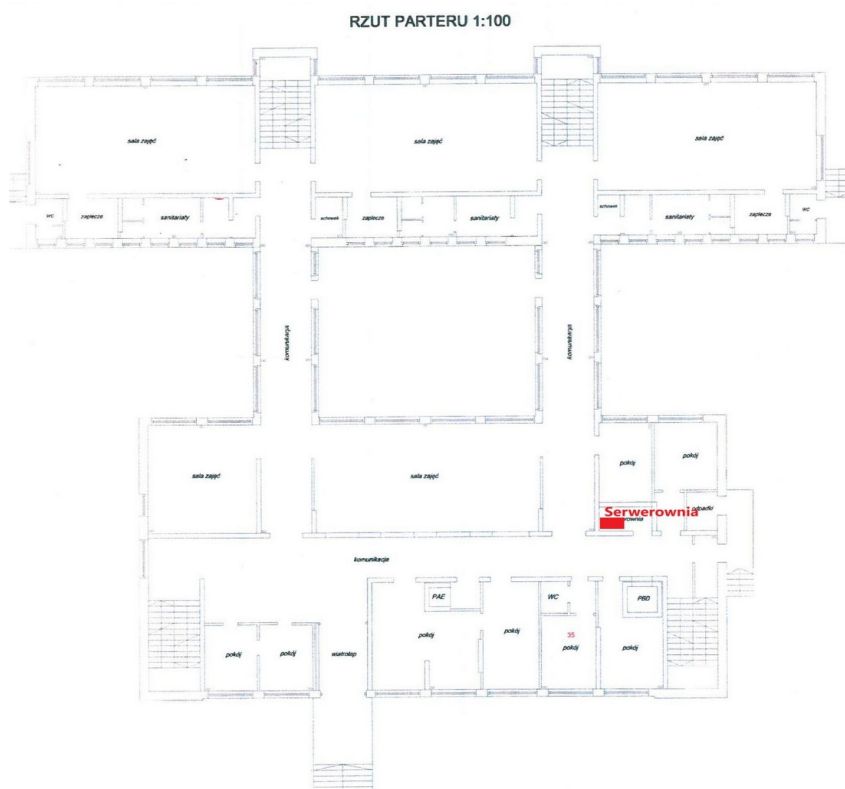 RZUT PARTERU 1:100
sala zajęć
sala zajęć
sala zajęć
WC
zaplecze
sanitariaty
schowek
zaplecze
sanitariaty
schowek
sanitariaty
zaplecze
WC
komunikacja
komunikacja
sala zajęć
sala zajęć
pokój
pokój
Serwerownia
odpadki
komunikacja
PAE
WC
PBD
35
pokój
pokój
wiatrołap
pokój
pokój
pokój
pokój